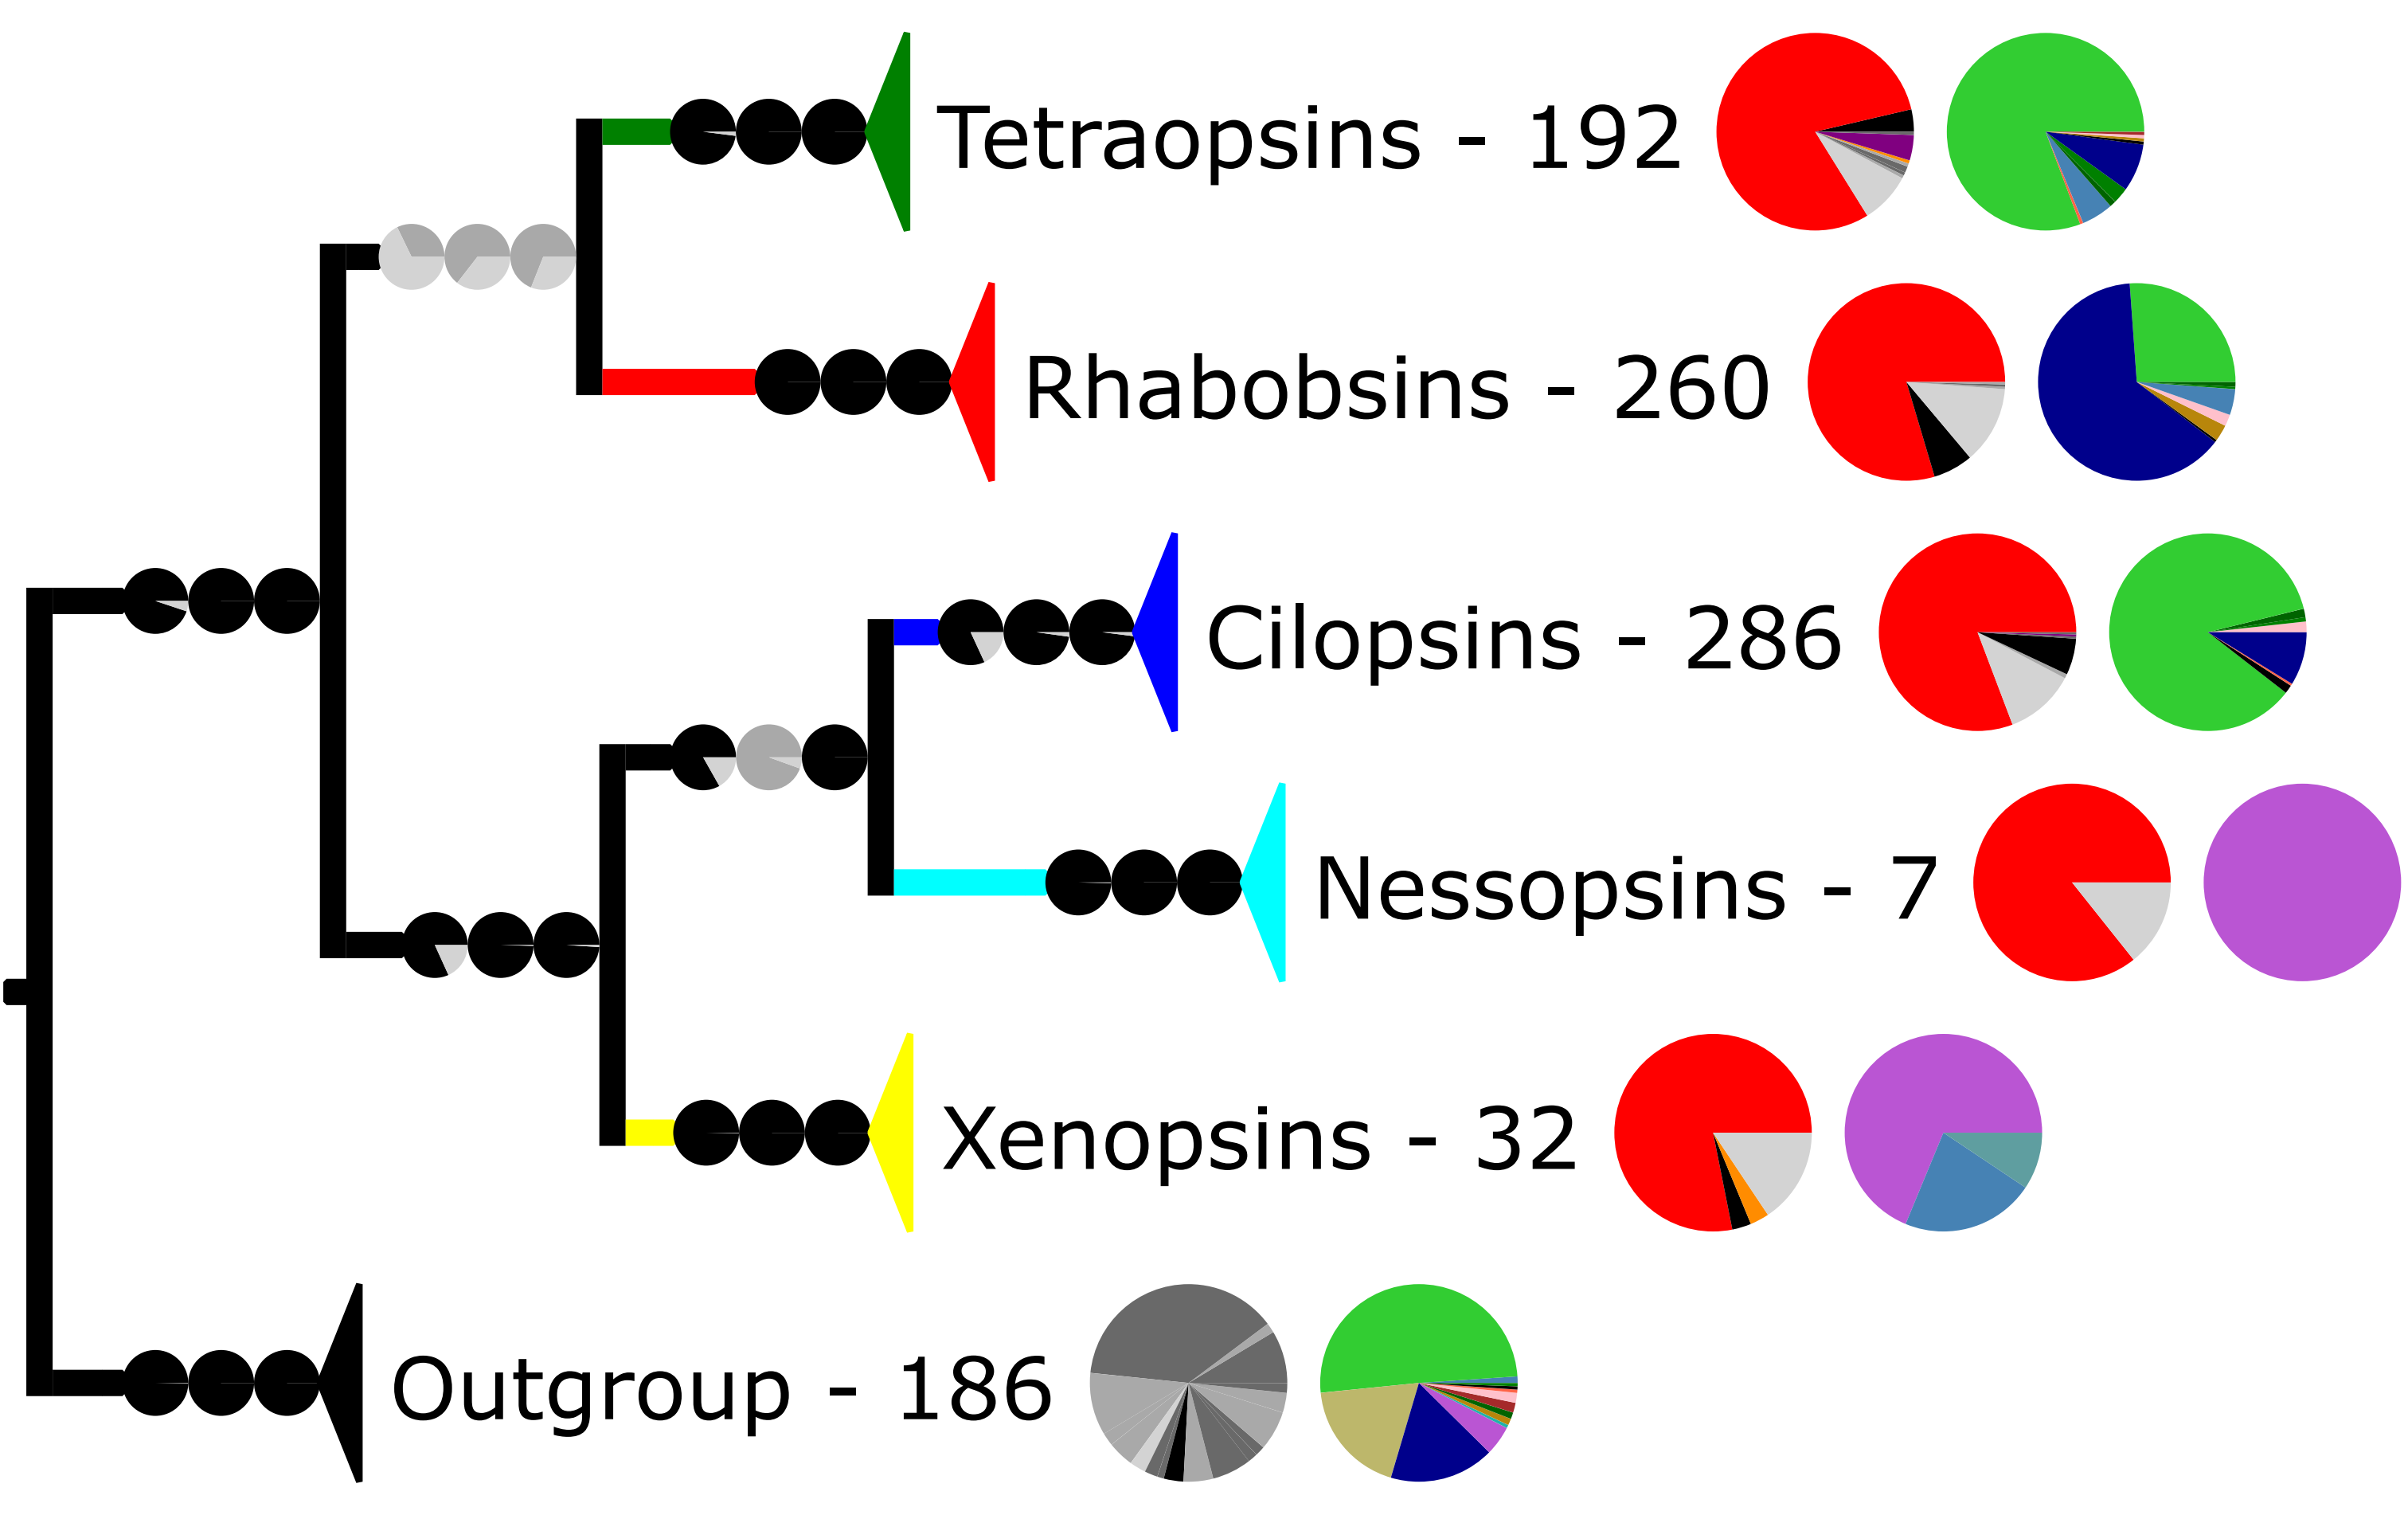 Tetraopsins - 192
Rhabobsins - 260
Cilopsins - 286
Nessopsins - 7
Xenopsins - 32
Outgroup - 186